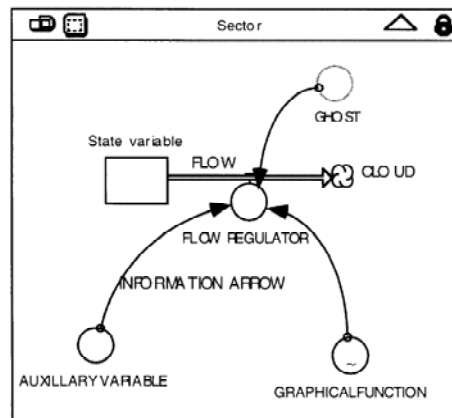 Sector
GHOST
State variable
FLOW
CLOUD
FLOW REGULATOR
INFORMATION ARROW
AUXILLARY VARIABLE
~
GRAPHICAL FUNCTION